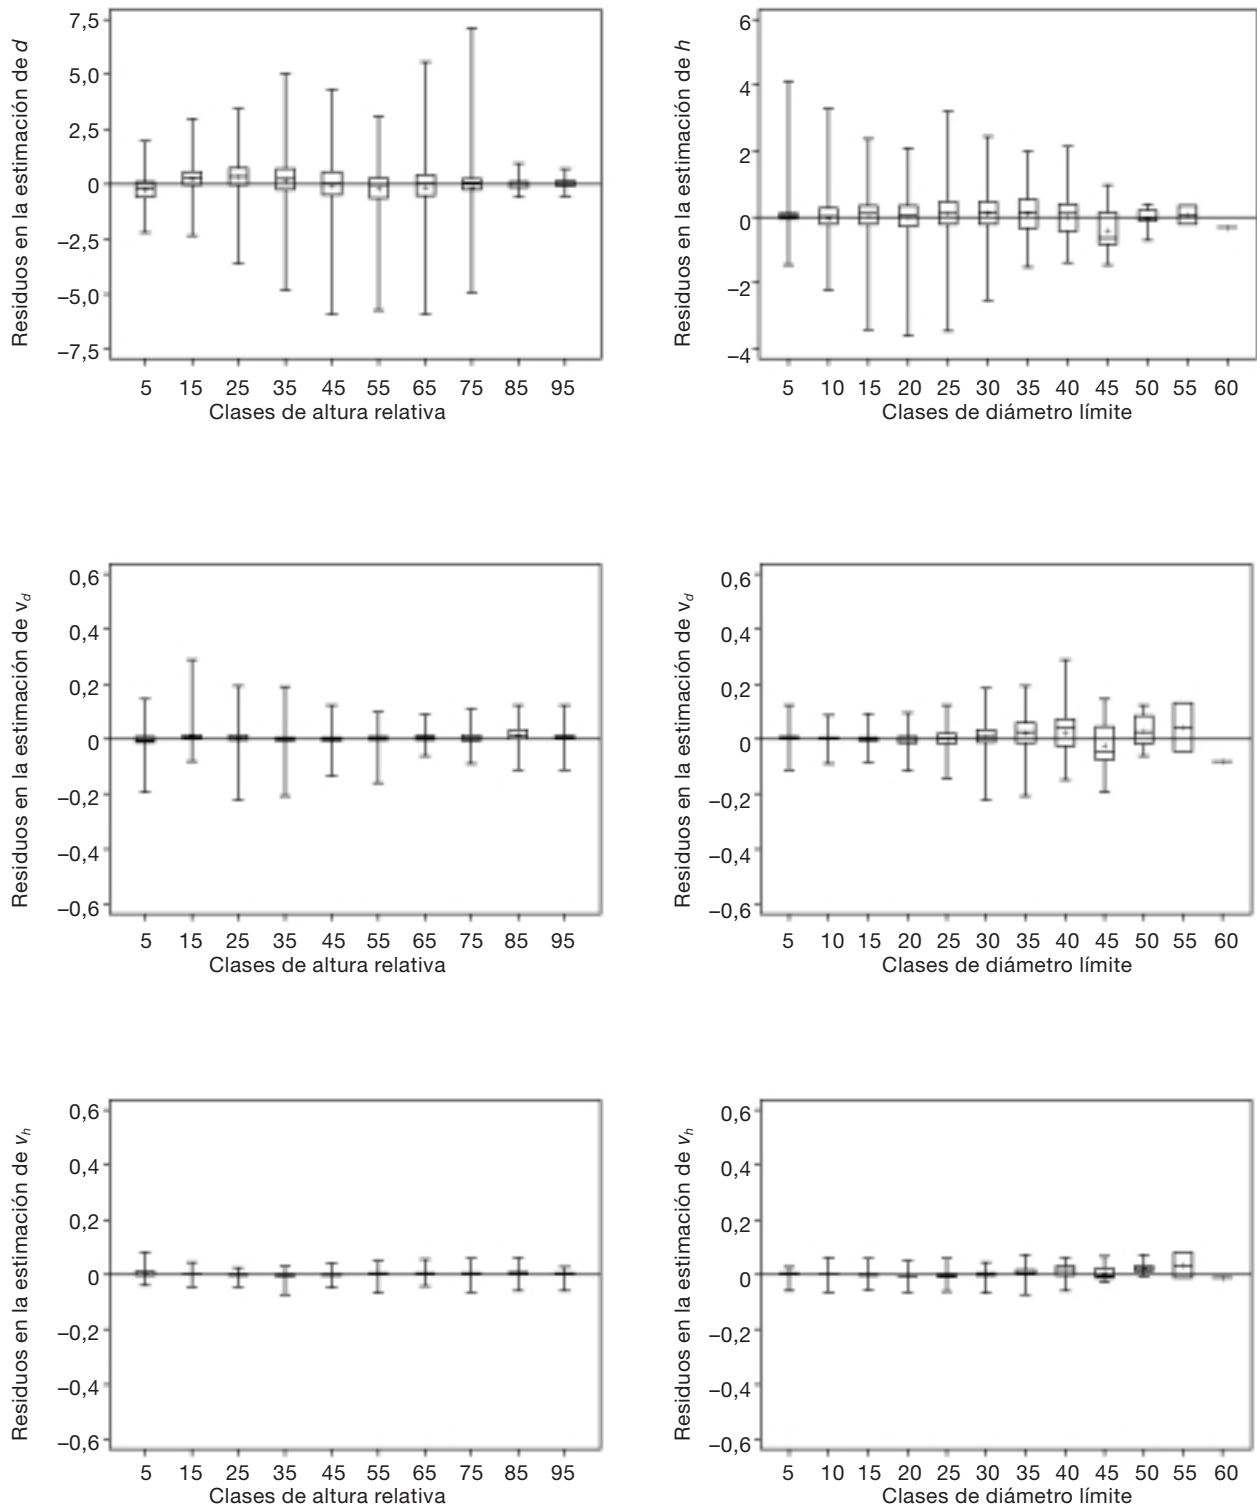 Residuos en la estimación de d
7,5
5,0
2,5
0
−2,5
−5,0
−7,5
5 15 25 35 45 55 65 75 85 95
Clases de altura relativa
Residuos en la estimación de h
6
4
2
0
−2
−4
5 10 15 20 25 30 35 40 45 50 55 60
Clases de diámetro límite
Residuos en la estimación de vd
0,6
0,4
0,2
0
−0,2
−0,4
−0,6
5 15 25 35 45 55 65 75 85 95
Clases de altura relativa
Residuos en la estimación de vd
0,6
0,4
0,2
0
−0,2
−0,4
−0,6
5 10 15 20 25 30 35 40 45 50 55 60
Clases de diámetro límite
Residuos en la estimación de vh
0,6
0,4
0,2
0
−0,2
−0,4
−0,6
5 15 25 35 45 55 65 75 85 95
Clases de altura relativa
Residuos en la estimación de vh
0,6
0,4
0,2
0
−0,2
−0,4
−0,6
5 10 15 20 25 30 35 40 45 50 55 60
Clases de diámetro límite